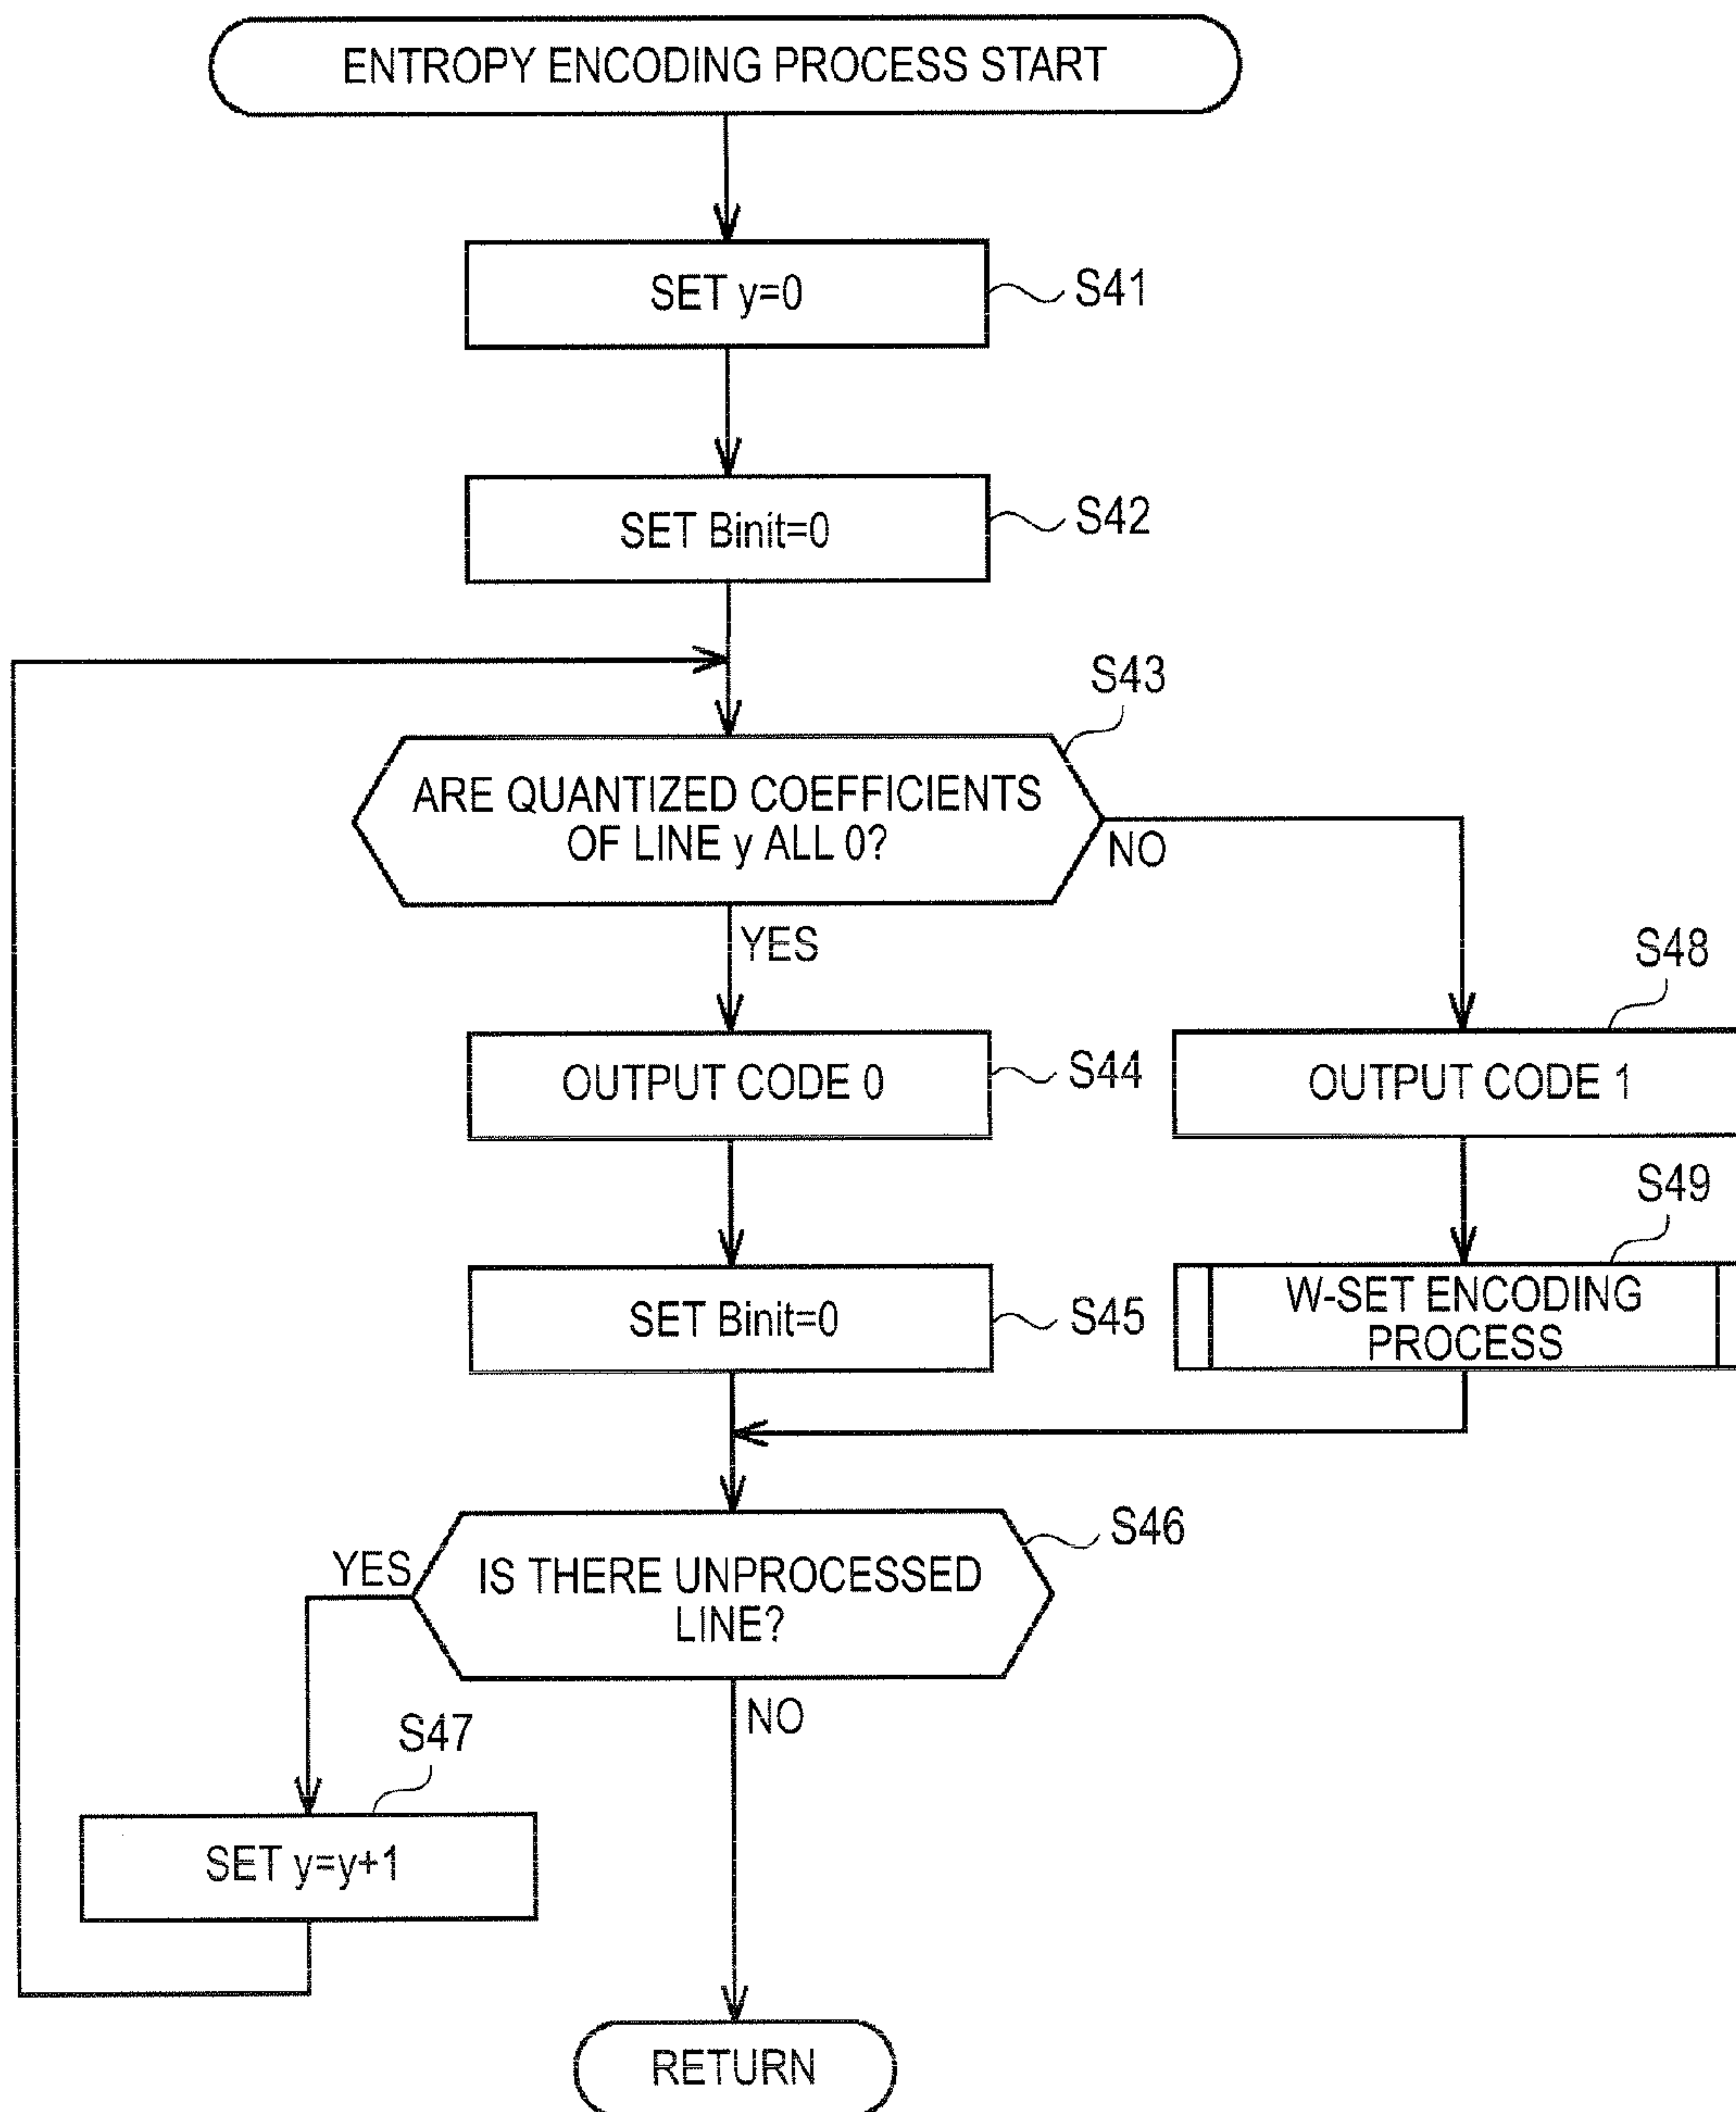 ENTROPY ENCODING PROCESS START
SET y=0
S41
SET Binit=0
S42
S43
ARE QUANTIZED COEFFICIENTS
OF LINE y ALL 0?
NO
YES
S48
OUTPUT CODE 0
S44
OUTPUT CODE 1
S49
SET Binit=0
S45
W-SET ENCODING
PROCESS
S46
YES
IS THERE UNPROCESSED
LINE?
NO
S47
SET y=y+1
RETURN